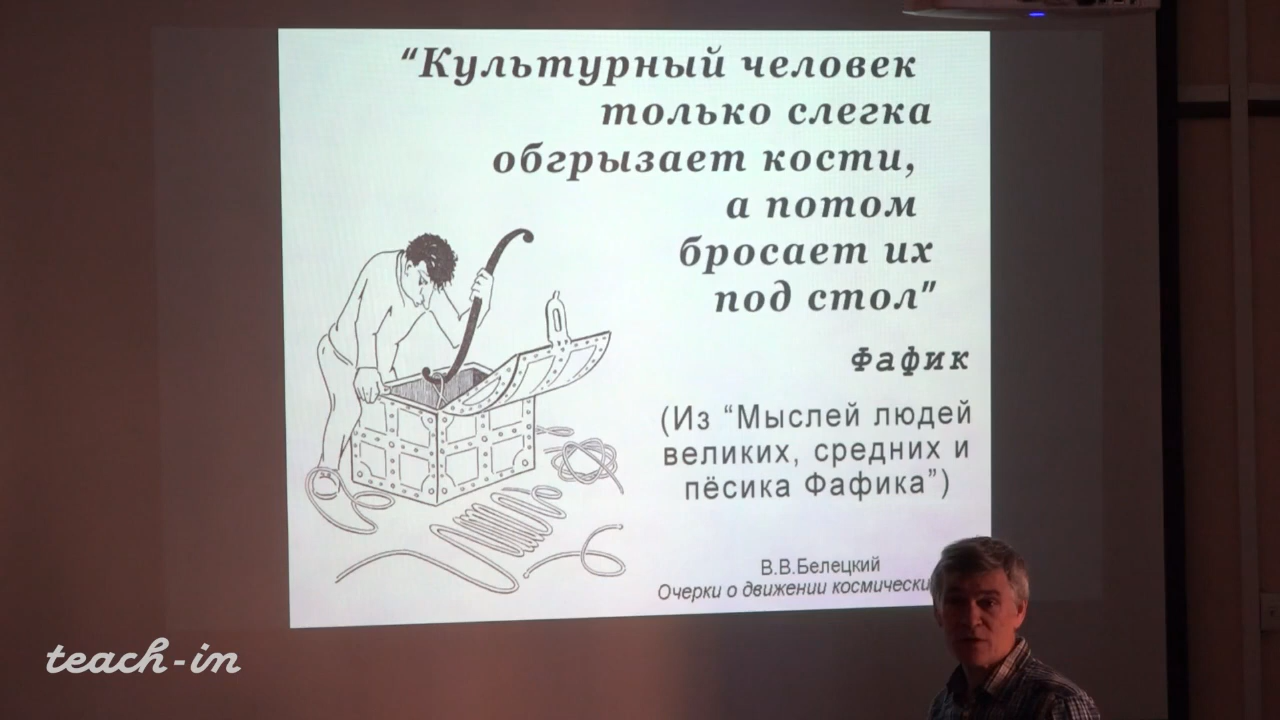 “Культурный человек
только слегка
обгрызает кости,
а потом
бросает их
под стол”
Фафик
(Из “Мыслей людей
великих, средних и
пёсика Фафика”)
В.В.Белецкий
Очерки о движении космически
teach-in